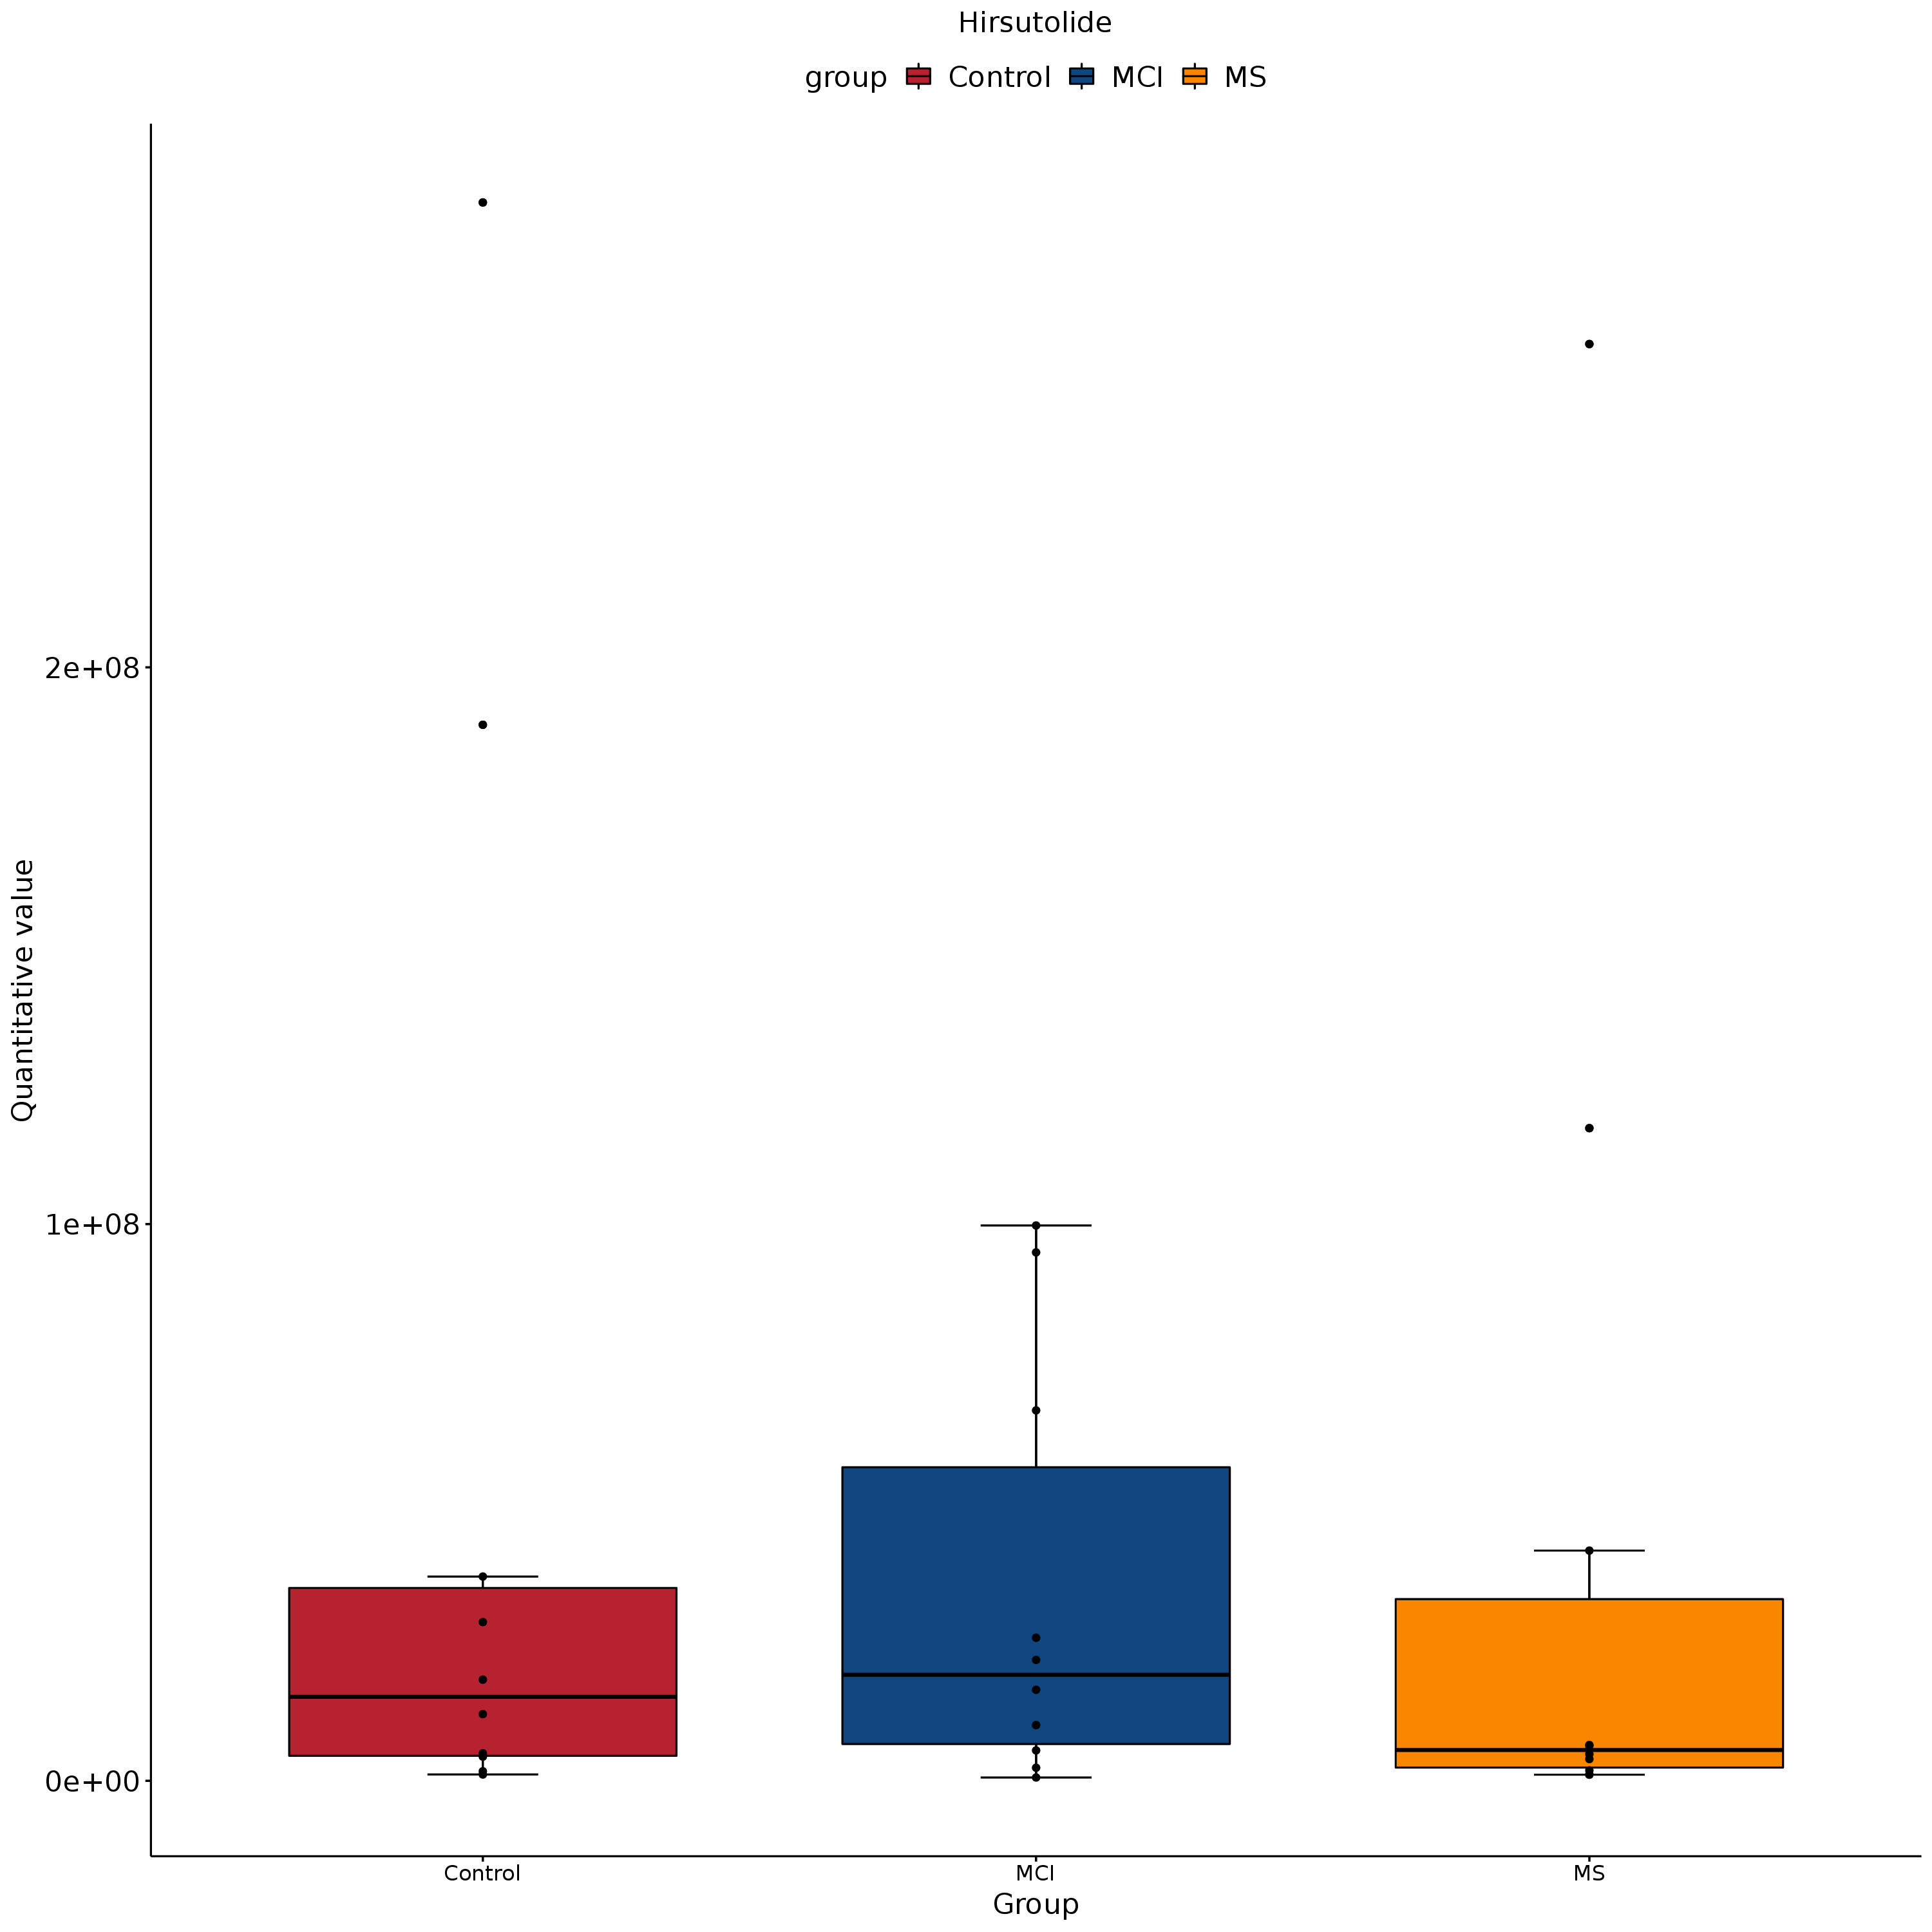 Hirsutolide
group Control MCI MS
Quantitative value
2e+08
1e+08
0e+00
Control MCI MS
Group